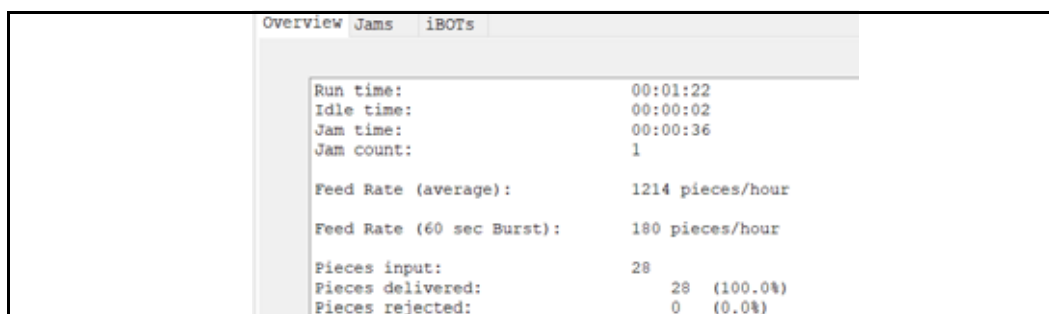 Overview Jams iBOTs
Run time: 00:01:22
Idle time: 00:00:02
Jam time: 00:00:36
Jam count: 1
Feed Rate (average): 1214 pieces/hour
Feed Rate (60 sec Burst): 180 pieces/hour
Pieces input: 28
Pieces delivered: 28 (100.0%)
Pieces rejected: 0 (0.0%)